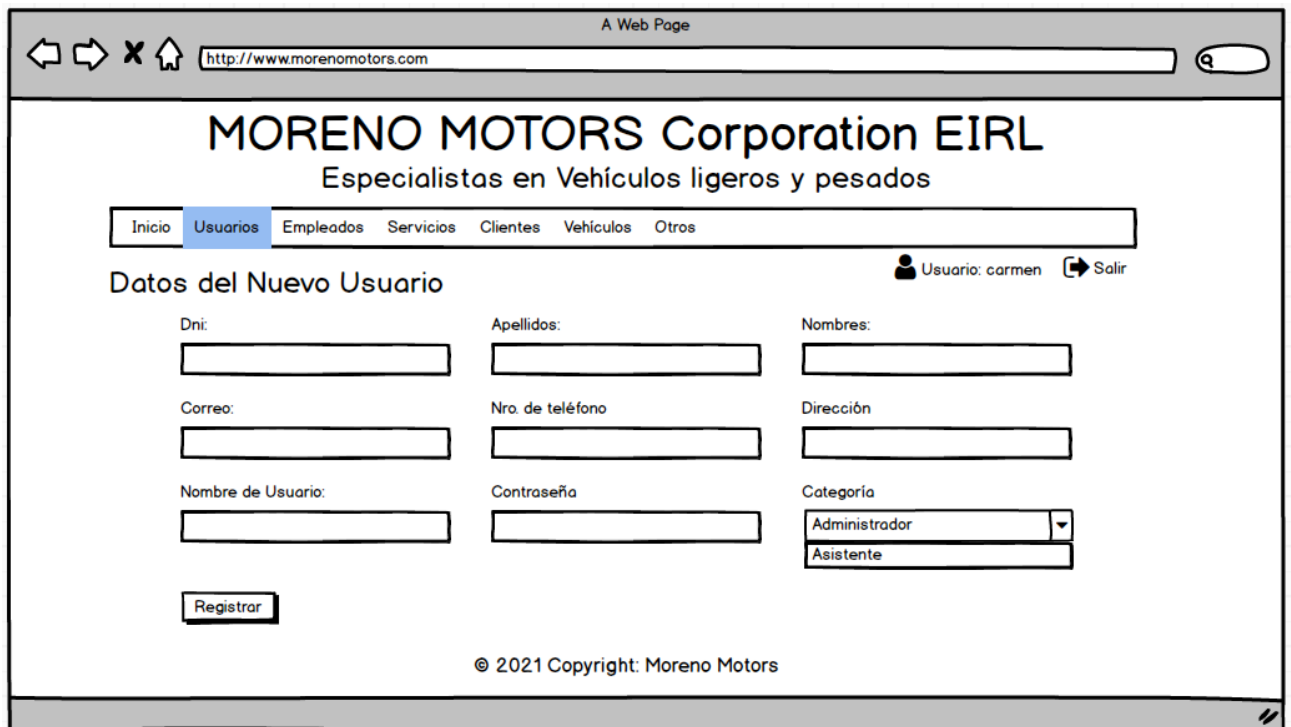 A Web Page
http://www.morenomotors.com
MORENO MOTORS Corporation EIRL
Especialistas en Vehículos ligeros y pesados
Inicio Usuarios Empleados Servicios Clientes Vehículos Otros
Usuario: carmen Salir
Datos del Nuevo Usuario
Dni: Apellidos: Nombres:
Correo: Nro. de teléfono Dirección
Nombre de Usuario: Contraseña Categoría
Administrador
Asistente
Registrar
© 2021 Copyright: Moreno Motors